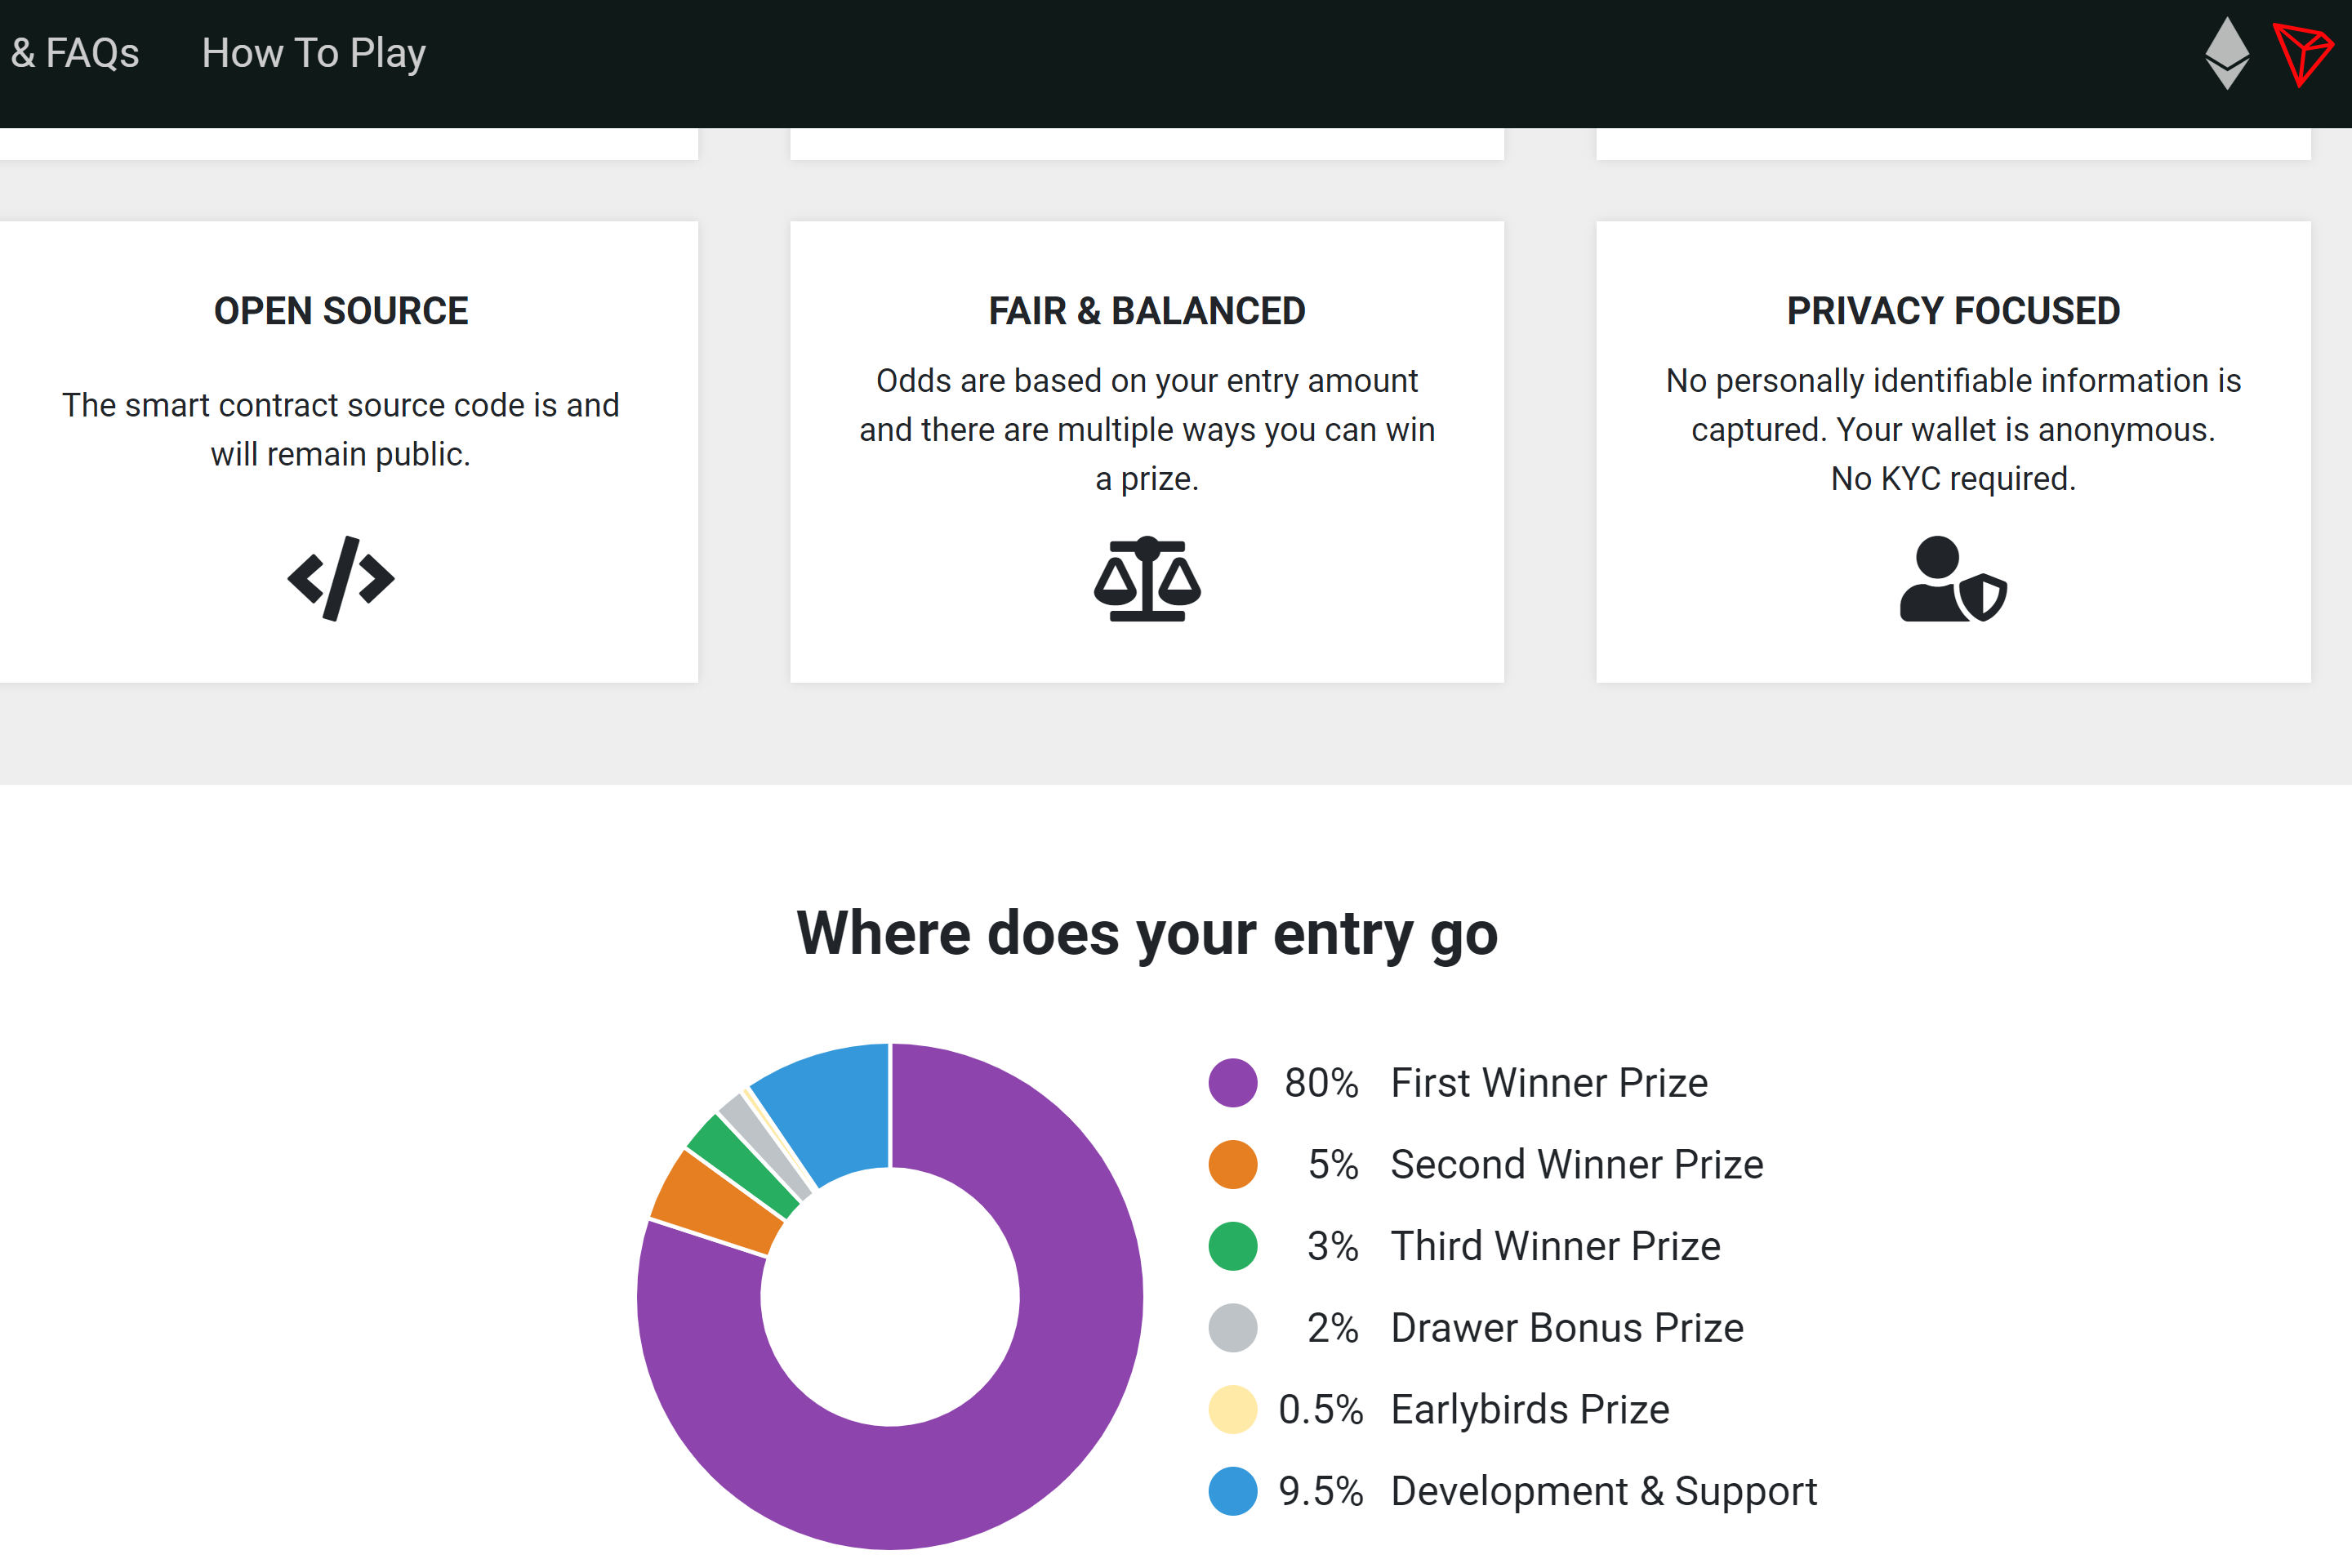 & FAQs
How To Play
OPEN SOURCE
The smart contract source code is and
will remain public.
FAIR & BALANCED
Odds are based on your entry amount
and there are multiple ways you can win
a prize.
PRIVACY FOCUSED
No personally identifiable information is
captured. Your wallet is anonymous.
No KYC required.
Where does your entry go
80% First Winner Prize
5% Second Winner Prize
3% Third Winner Prize
2% Drawer Bonus Prize
0.5% Earlybirds Prize
9.5% Development & Support